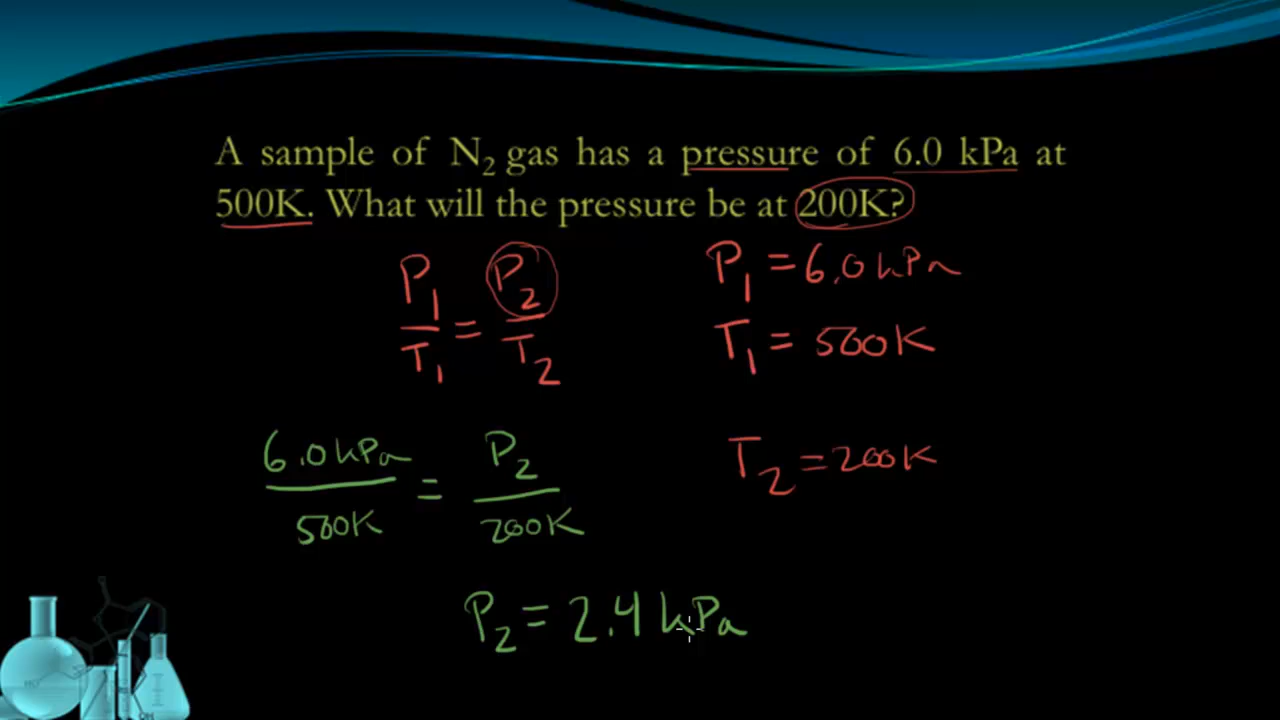 A sample of N₂ gas has a pressure of 6.0 kPa at
500K. What will the pressure be at 200K?
P₁/T₁ = P₂/T₂
P₁ = 6.0 kPa
T₁ = 500K
T₂ = 200K
6.0 kPa/500K = P₂/200K
P₂ = 2.4 kPa
OH